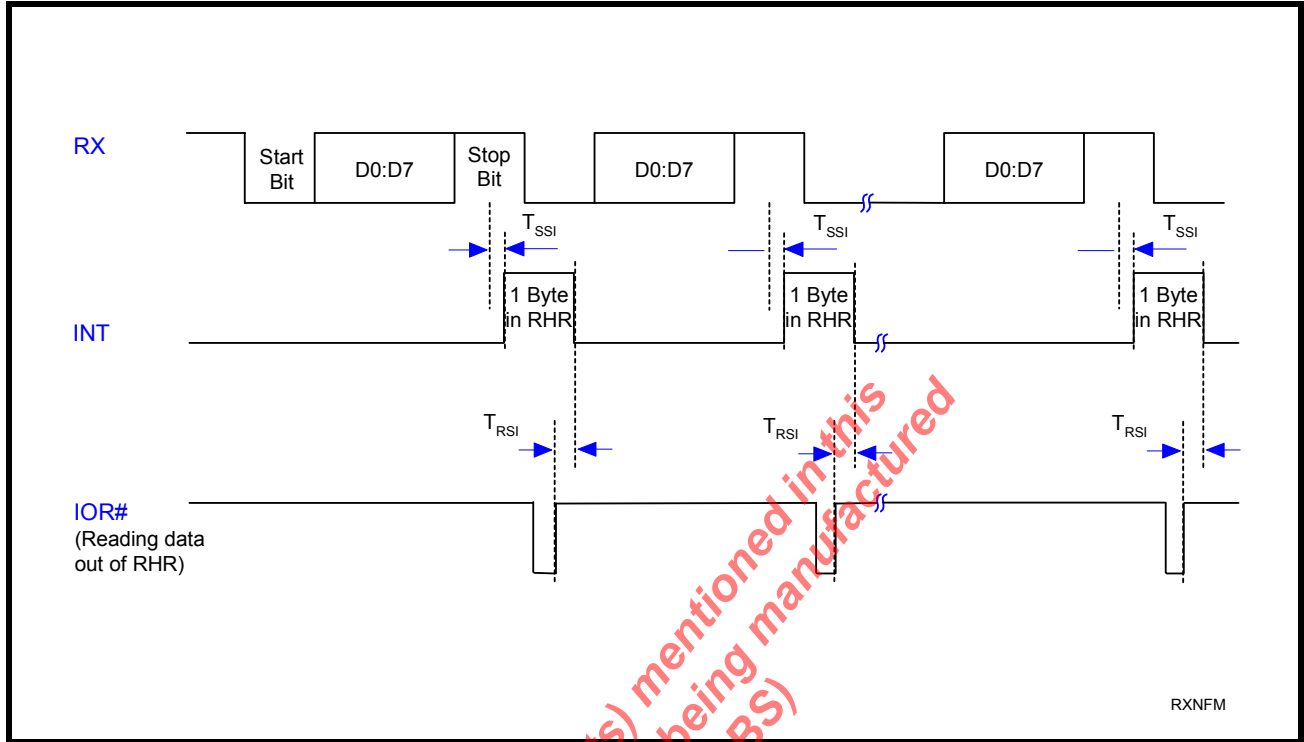 RX
Start
Bit
D0:D7
Stop
Bit
D0:D7
D0:D7
TSSI
TSSI
TSSI
INT
1 Byte
in RHR
1 Byte
in RHR
1 Byte
in RHR
TRSI
TRSI
TRSI
IOR#
(Reading data
out of RHR)
mentioned in this
being manufactured
RXNFM